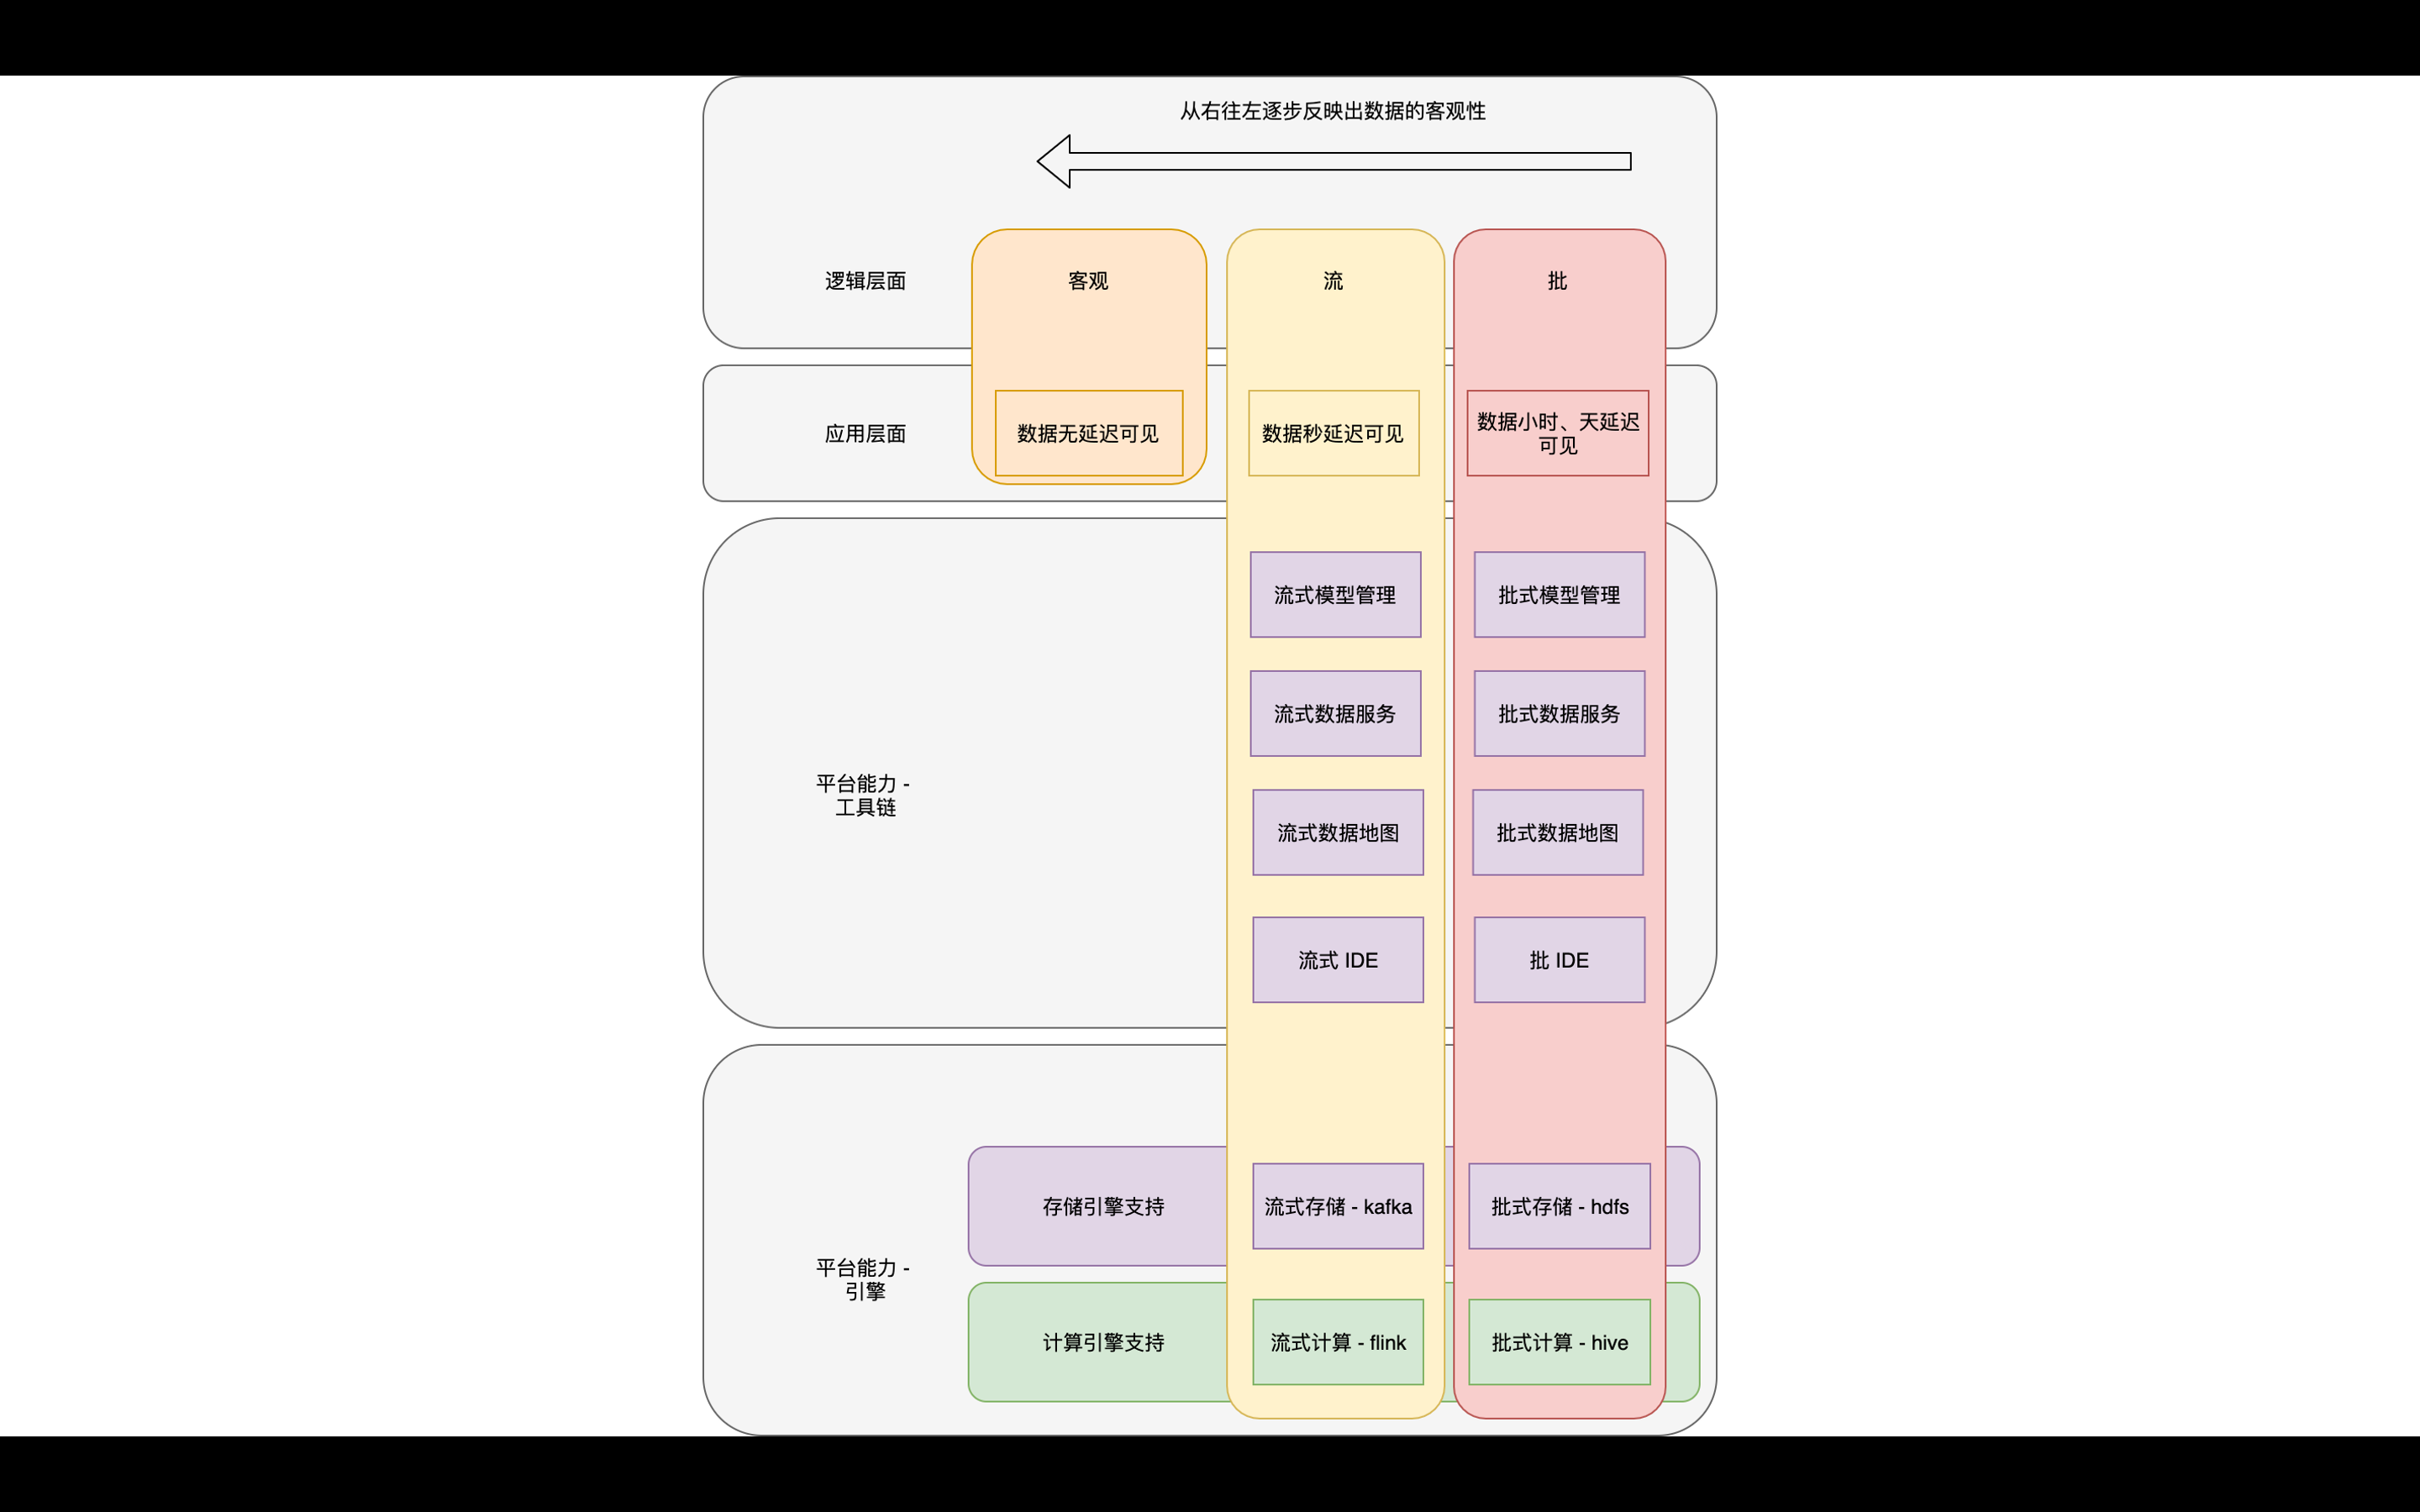 从右往左逐步反映出数据的客观性
逻辑层面
客观
流
批
应用层面
数据无延迟可见
数据秒延迟可见
数据小时、天延迟
可见
流式模型管理
批式模型管理
流式数据服务
批式数据服务
平台能力 -
工具链
流式数据地图
批式数据地图
流式 IDE
批 IDE
存储引擎支持
流式存储 - kafka
批式存储 - hdfs
平台能力 -
引擎
计算引擎支持
流式计算 - flink
批式计算 - hive